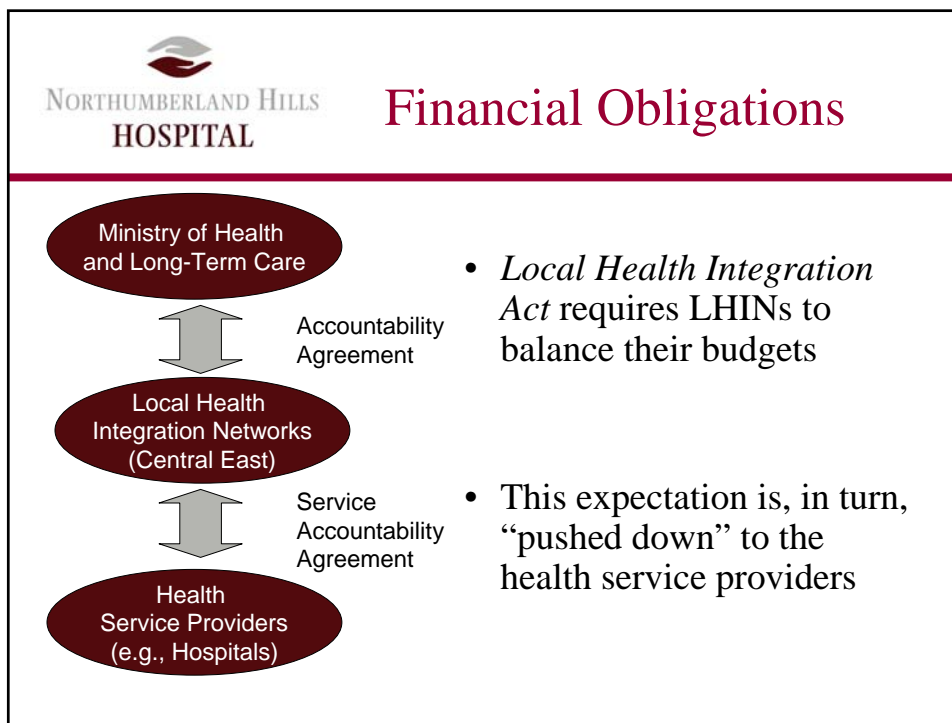 NORTHUMBERLAND HILLS
HOSPITAL
Financial Obligations
Ministry of Health
and Long-Term Care
Accountability
Agreement
Local Health
Integration Networks
(Central East)
Service
Accountability
Agreement
Health
Service Providers
(e.g., Hospitals)
• Local Health Integration
Act requires LHINs to
balance their budgets
• This expectation is, in turn,
“pushed down” to the
health service providers